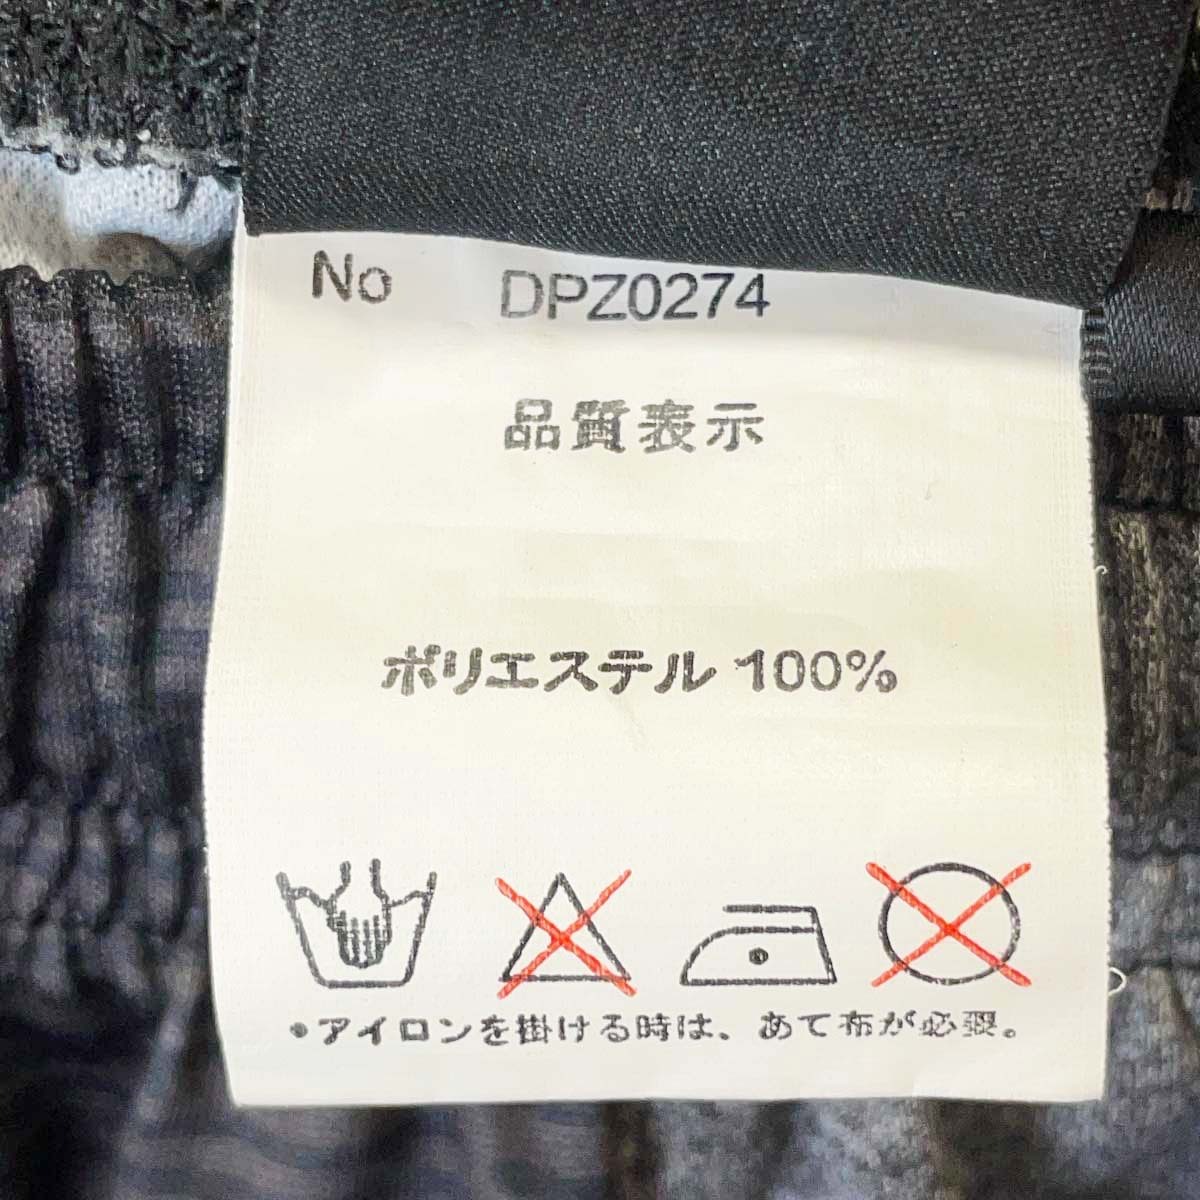 No DPZ0274
品質表示
ポリエステル 100%
・アイロンを掛ける時は、あて布が必要。